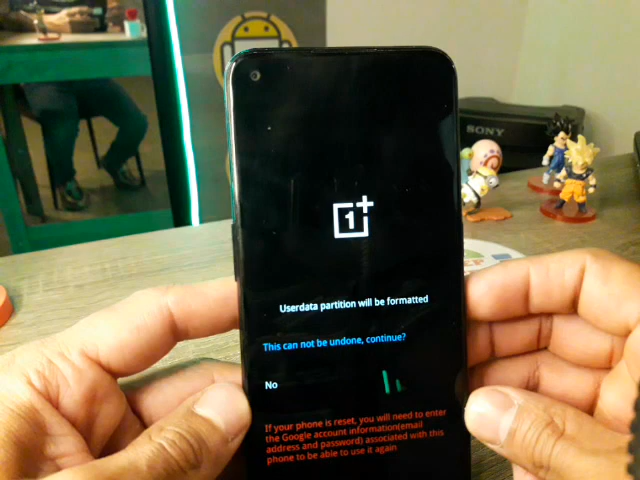 SONY
1+
Userdata partition will be formatted
This can not be undone, continue?
No
If your phone is reset, you will need to enter
the Google account information(email
address and password) associated with this
phone to be able to use it again